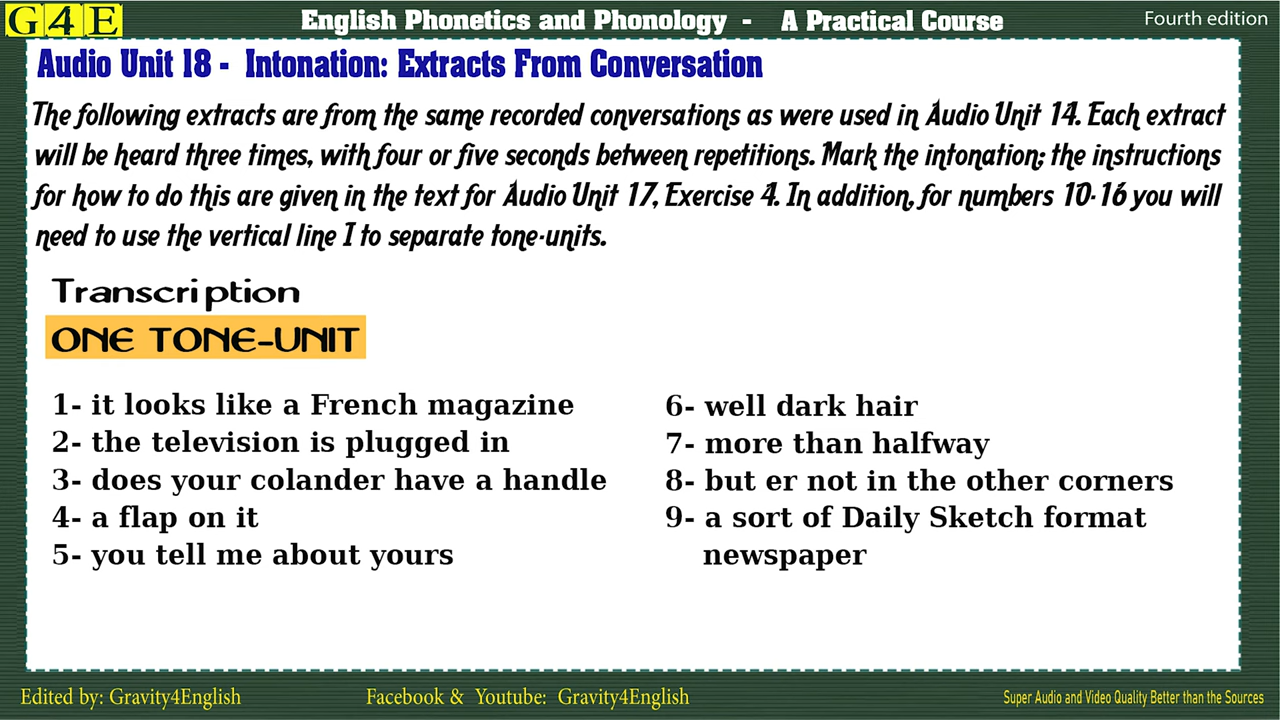 G4E
English Phonetics and Phonology - A Practical Course
Fourth edition
Audio Unit 18 - Intonation: Extracts From Conversation
The following extracts are from the same recorded conversations as were used in Audio Unit 14. Each extract
will be heard three times, with four or five seconds between repetitions. Mark the intonation; the instructions
for how to do this are given in the text for Audio Unit 17, Exercise 4. In addition, for numbers 10-16 you will
need to use the vertical line I to separate tone-units.
Transcription
ONE TONE-UNIT
1- it looks like a French magazine
2- the television is plugged in
3- does your colander have a handle
4- a flap on it
5- you tell me about yours
6- well dark hair
7- more than halfway
8- but er not in the other corners
9- a sort of Daily Sketch format
newspaper
Edited by: Gravity4English
Facebook & Youtube: Gravity4English
Super Audio and Video Quality Better than the Sources